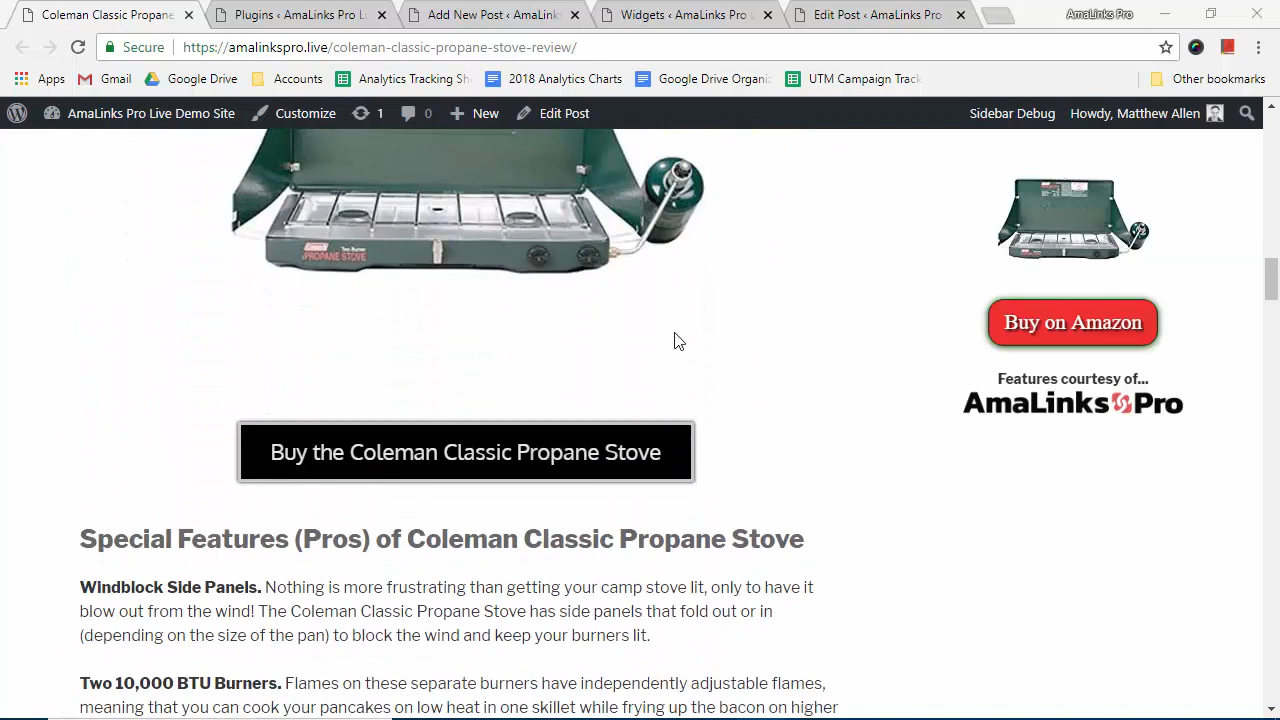 Coleman Classic Propane
Plugins ‹ AmaLinks Pro L
Add New Post ‹ AmaLink
Widgets ‹ AmaLinks Pro
Edit Post ‹ AmaLinks Pro
AmaLinks Pro
Secure
https://amalinkspro.live/coleman-classic-propane-stove-review/
Apps
Gmail
Google Drive
Accounts
Analytics Tracking Sh
2018 Analytics Charts
Google Drive Organi
UTM Campaign Track
Other bookmarks
AmaLinks Pro Live Demo Site
Customize
1
0
New
Edit Post
Sidebar Debug
Howdy, Matthew Allen
Coleman
Two Burner
PROPANE STOVE
Buy on Amazon
Features courtesy of...
AmaLinks Pro
Buy the Coleman Classic Propane Stove
Special Features (Pros) of Coleman Classic Propane Stove
Windblock Side Panels. Nothing is more frustrating than getting your camp stove lit, only to have it
blow out from the wind! The Coleman Classic Propane Stove has side panels that fold out or in
(depending on the size of the pan) to block the wind and keep your burners lit.
Two 10,000 BTU Burners. Flames on these separate burners have independently adjustable flames,
meaning that you can cook your pancakes on low heat in one skillet while frying up the bacon on higher